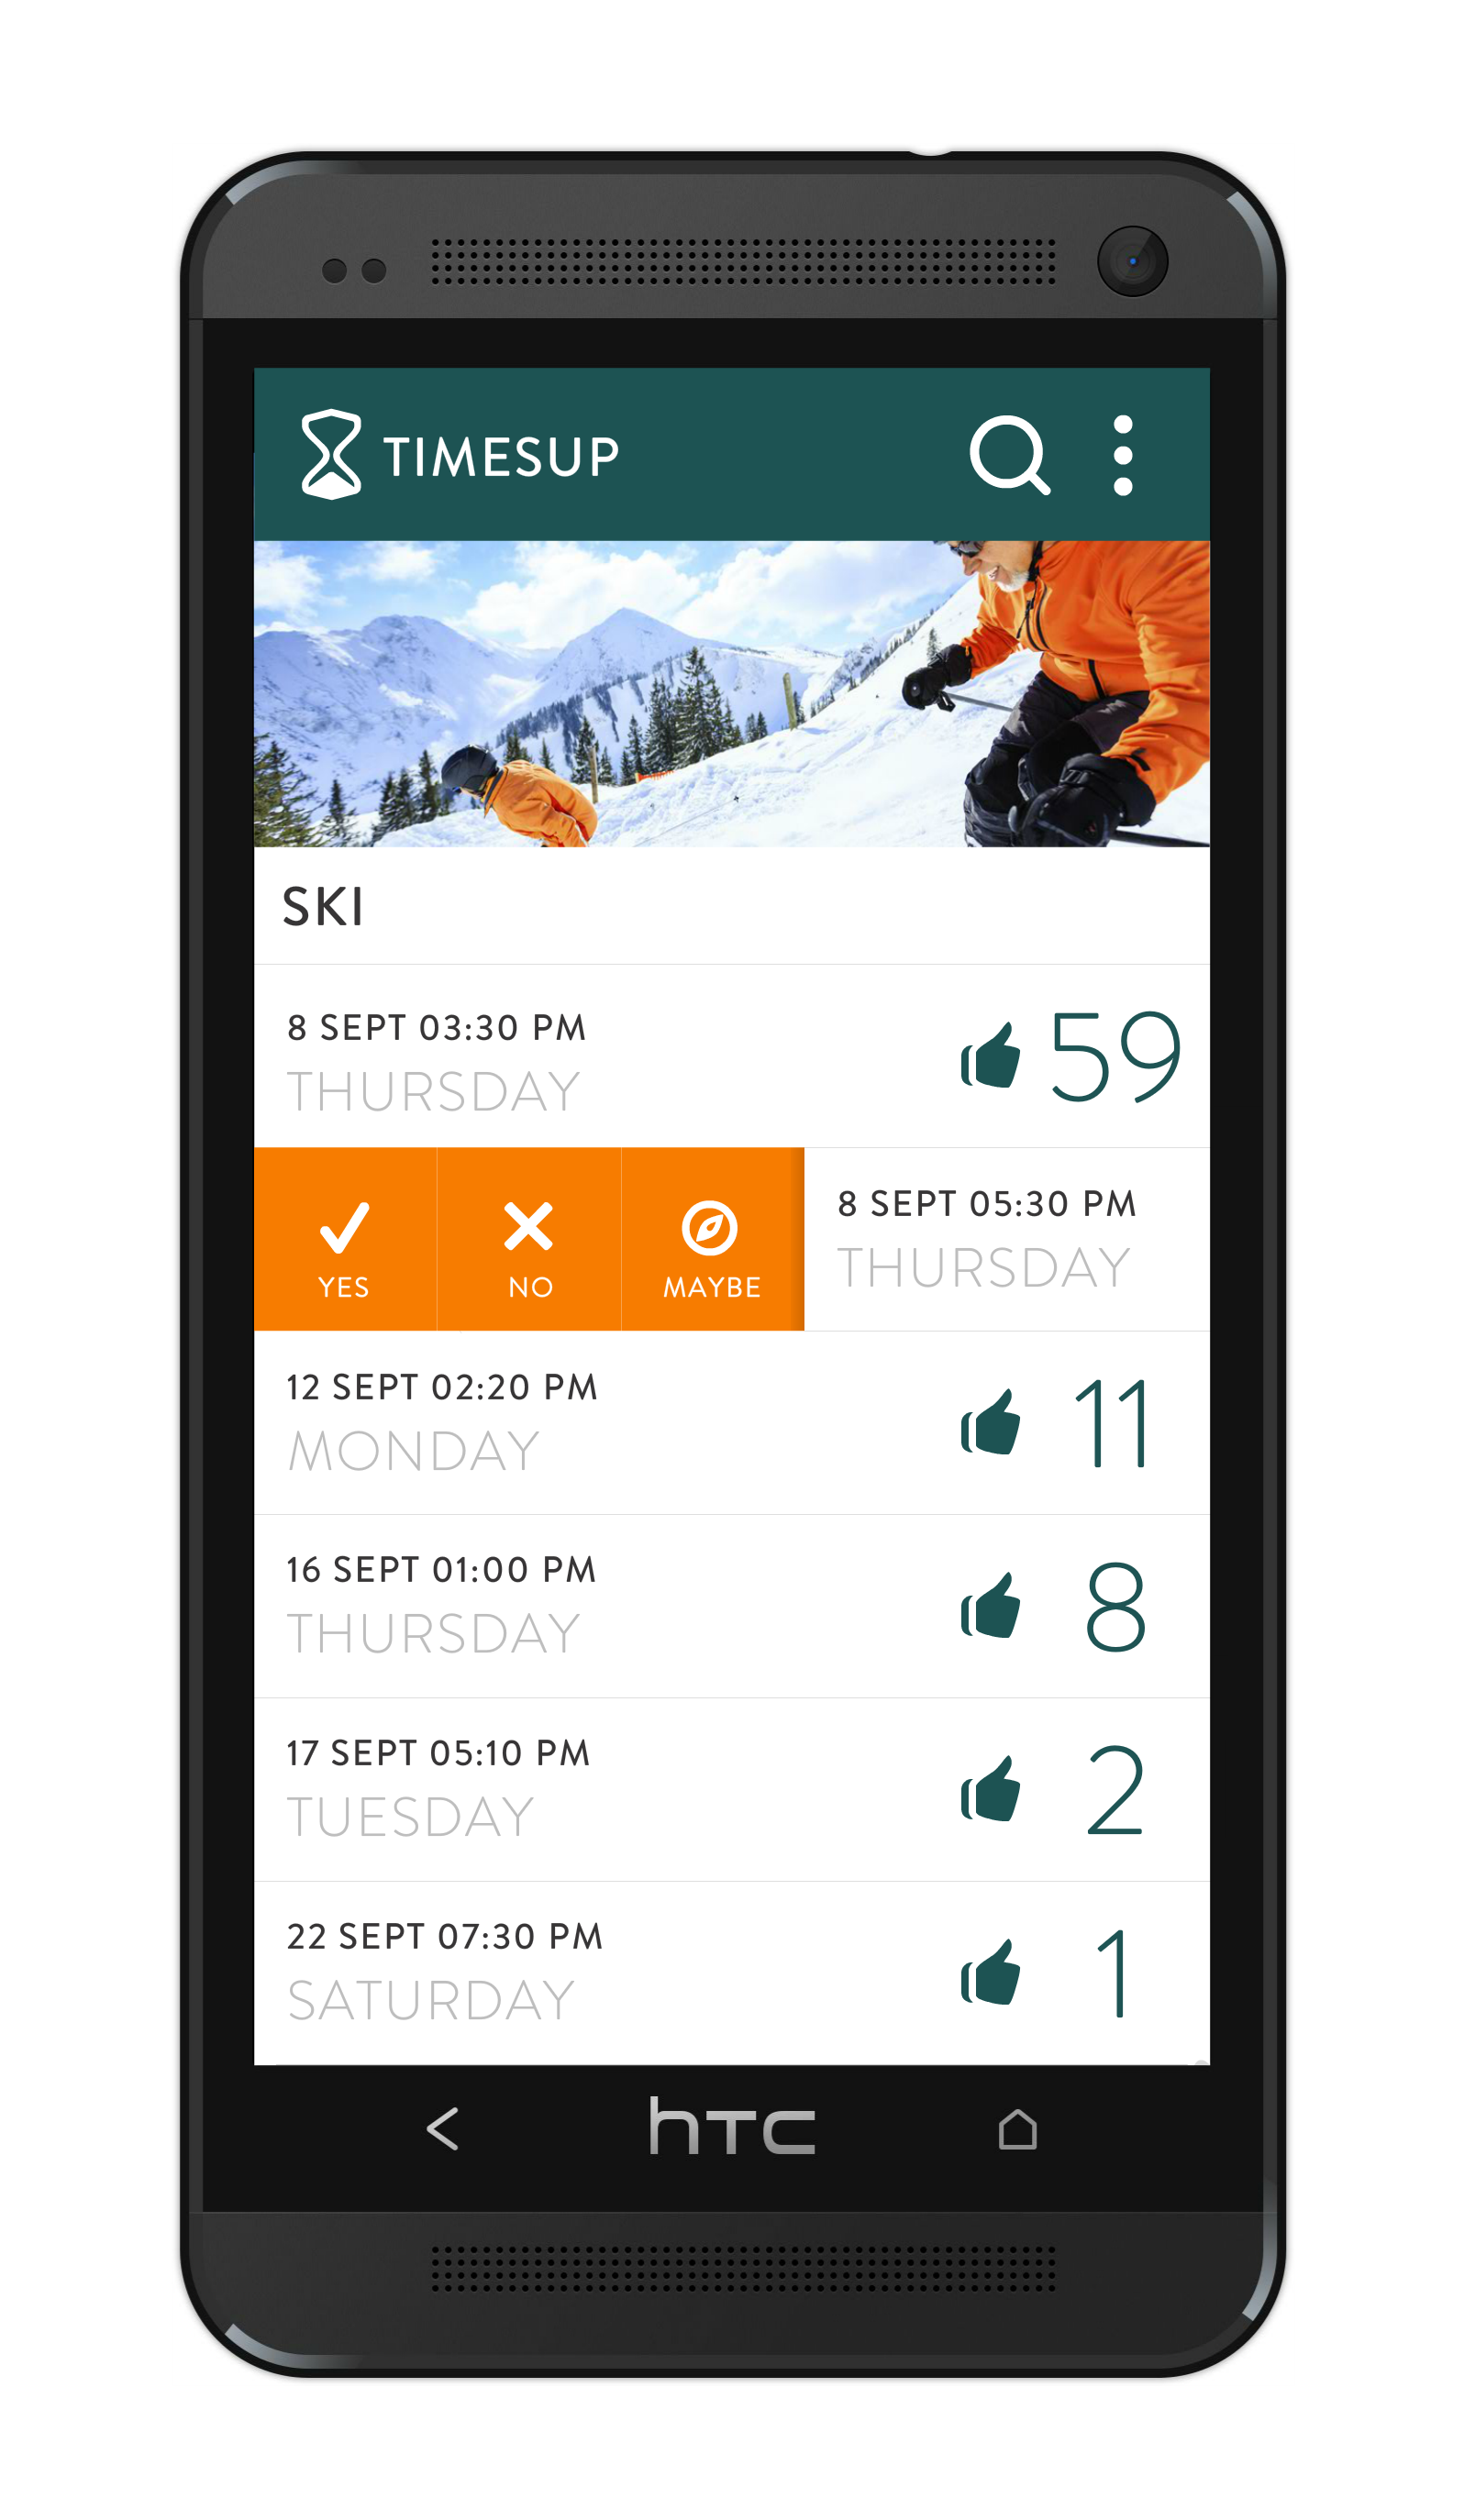 TIMESUP
SKI
8 SEPT 03:30 PM
THURSDAY
59
YES
NO
MAYBE
8 SEPT 05:30 PM
THURSDAY
12 SEPT 02:20 PM
MONDAY
11
16 SEPT 01:00 PM
THURSDAY
8
17 SEPT 05:10 PM
TUESDAY
2
22 SEPT 07:30 PM
SATURDAY
1
hTC